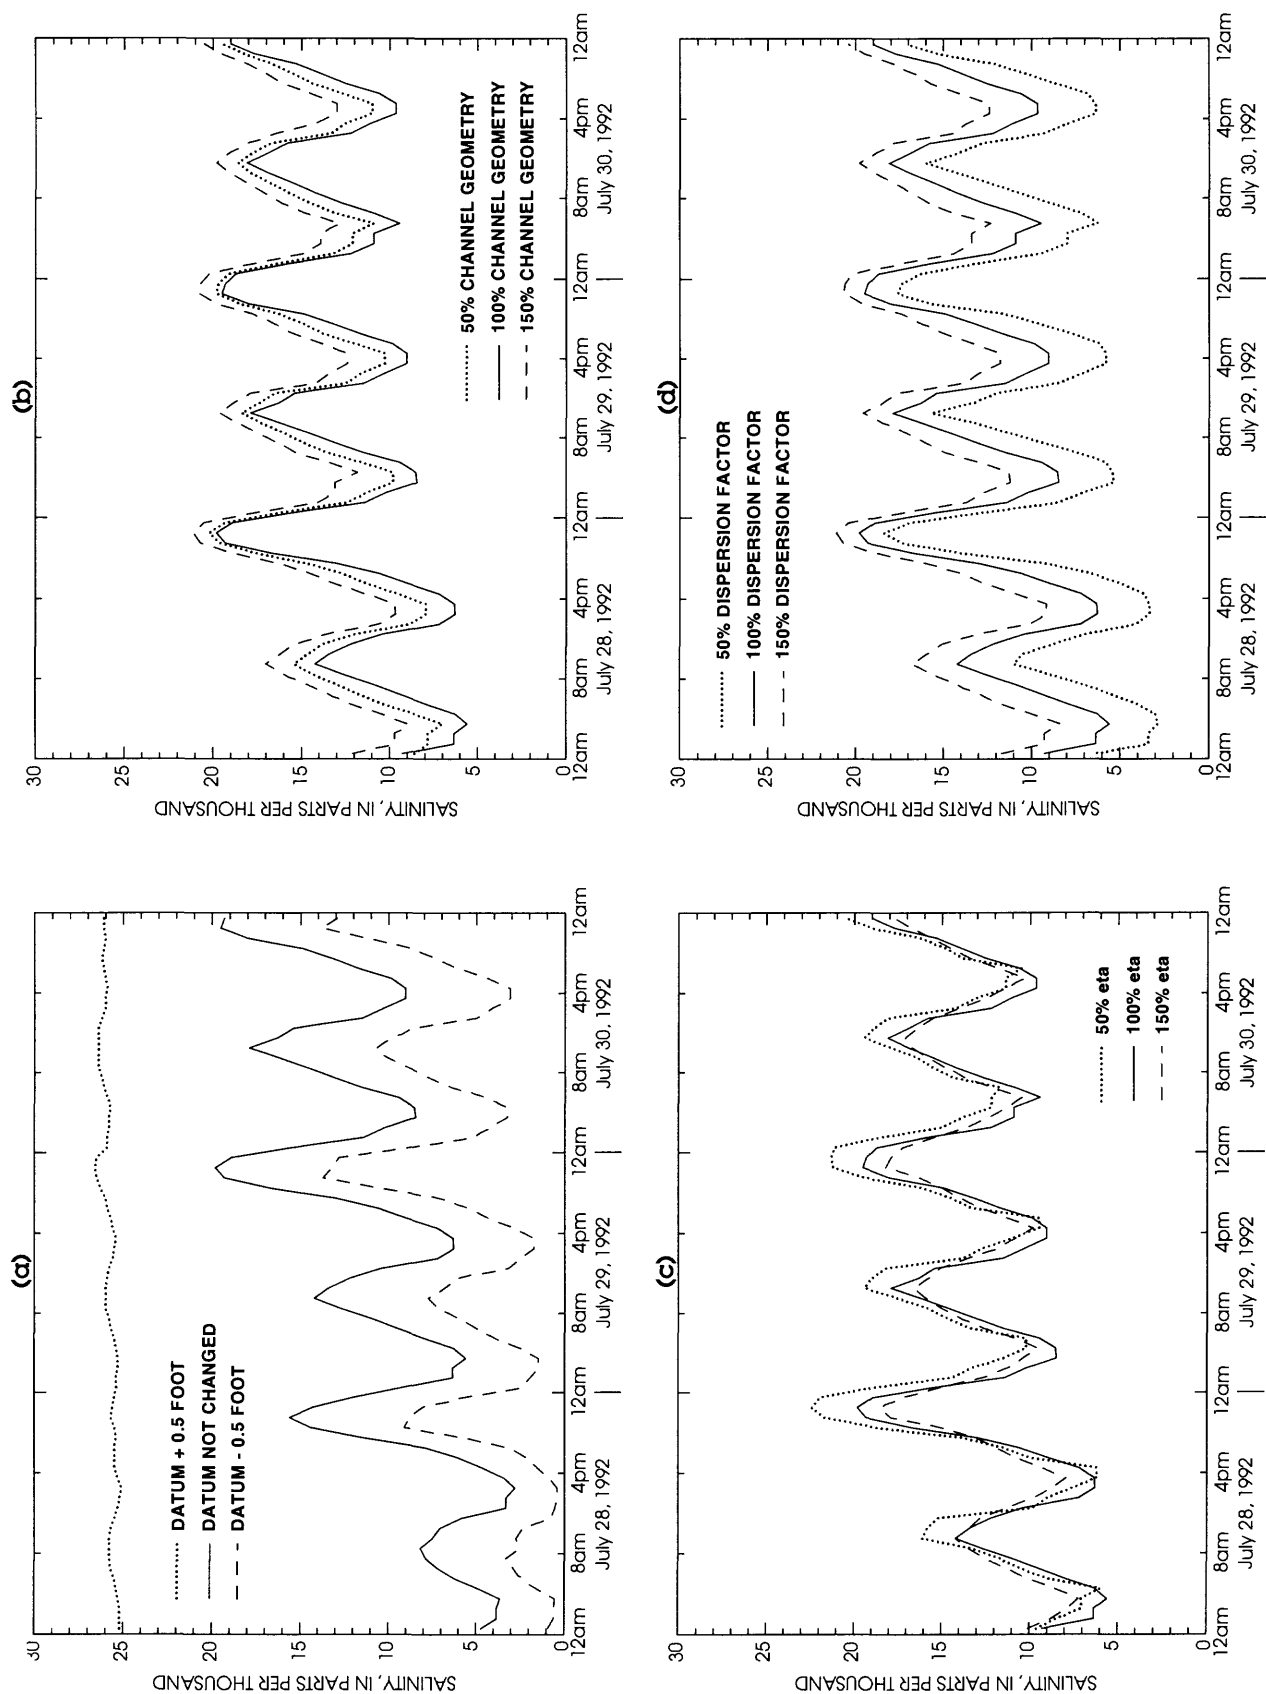 (a)
SALINITY, IN PARTS PER THOUSAND
30
25
20
15
10
5
0
DATUM + 0.5 FOOT
DATUM NOT CHANGED
DATUM - 0.5 FOOT
12am 8am 4pm 12am 8am 4pm 12am 8am 4pm 12am
July 28, 1992 July 29, 1992 July 30, 1992
(b)
SALINITY, IN PARTS PER THOUSAND
30
25
20
15
10
5
0
50% CHANNEL GEOMETRY
100% CHANNEL GEOMETRY
150% CHANNEL GEOMETRY
12am 8am 4pm 12am 8am 4pm 12am 8am 4pm 12am
July 28, 1992 July 29, 1992 July 30, 1992
(c)
SALINITY, IN PARTS PER THOUSAND
30
25
20
15
10
5
0
50% eta
100% eta
150% eta
12am 8am 4pm 12am 8am 4pm 12am 8am 4pm 12am
July 28, 1992 July 29, 1992 July 30, 1992
(d)
SALINITY, IN PARTS PER THOUSAND
30
25
20
15
10
5
0
50% DISPERSION FACTOR
100% DISPERSION FACTOR
150% DISPERSION FACTOR
12am 8am 4pm 12am 8am 4pm 12am 8am 4pm 12am
July 28, 1992 July 29, 1992 July 30, 1992